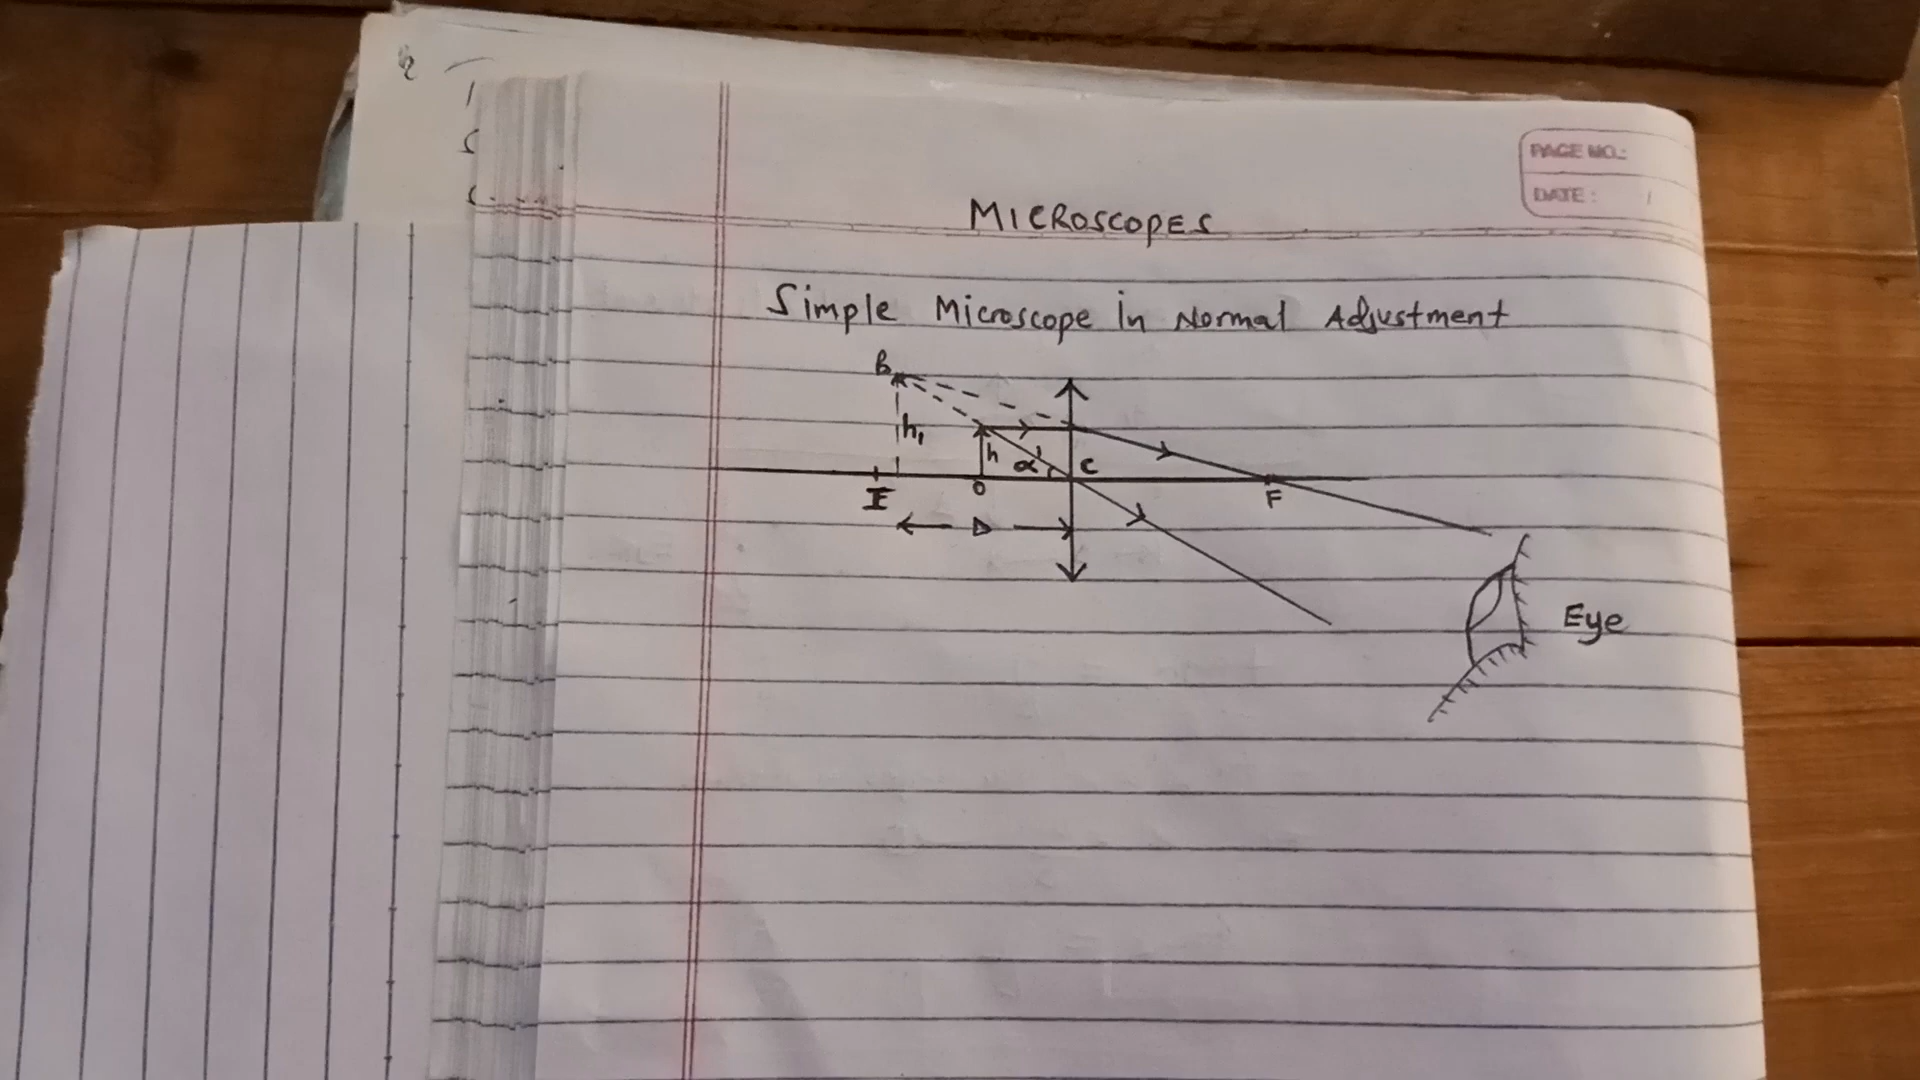 PAGE NO.:
DATE:
MICROSCOPES
Simple Microscope in Normal Adjustment
B
h₁
h
α'
C
I
O
F
D
Eye